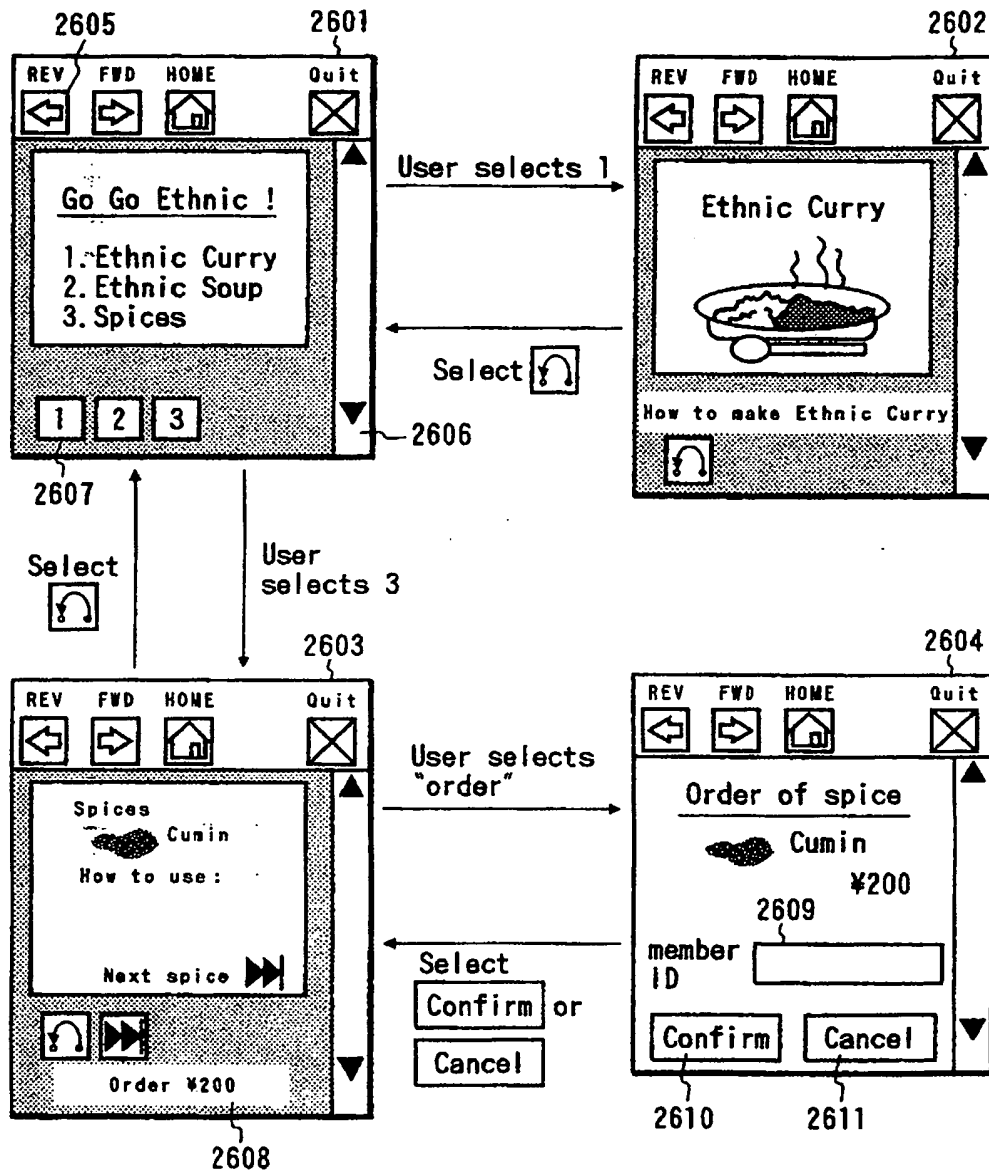 2605
2601
REV FWD HOME Quit
Go Go Ethnic !
1. Ethnic Curry
2. Ethnic Soup
3. Spices
1 2 3
2606
2607
User selects 1
Select
2602
REV FWD HOME Quit
Ethnic Curry
How to make Ethnic Curry
Select
User
selects 3
2603
REV FWD HOME Quit
Spices
Cumin
How to use :
Next spice
Order ¥200
2608
User selects
"order"
Select
Confirm or
Cancel
2604
REV FWD HOME Quit
Order of spice
Cumin
¥200
2609
member
ID
Confirm Cancel
2610 2611